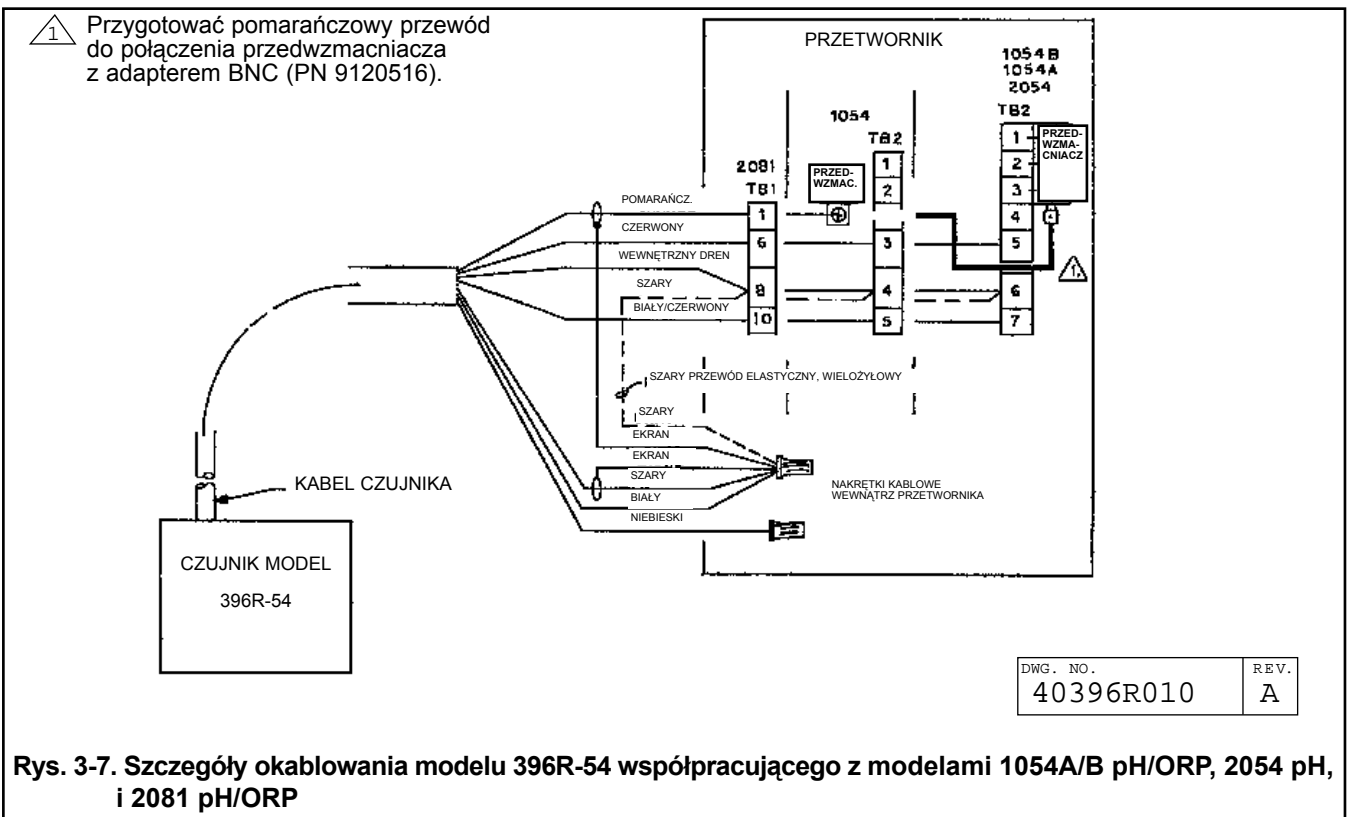 1 Przygotować pomarańczowy przewód
do połączenia przedwzmacniacza
z adapterem BNC (PN 9120516).
PRZETWORNIK
1054B
1054A
2054
TB2
1
2
3
4
5
6
7
PRZED-
WZMA-
CNIACZ
1
1054
TB2
1
2
3
4
5
PRZED-
WZMAC.
2081
TB1
1
6
8
10
POMARAŃCZ.
CZERWONY
WEWNĘTRZNY DREN
SZARY
BIAŁY/CZERWONY
SZARY PRZEWÓD ELASTYCZNY, WIELOŻYŁOWY
SZARY
EKRAN
EKRAN
SZARY
BIAŁY
NIEBIESKI
NAKRĘTKI KABLOWE
WEWNĄTRZ PRZETWORNIKA
KABEL CZUJNIKA
CZUJNIK MODEL
396R-54
DWG. NO.
40396R010
REV.
A
Rys. 3-7. Szczegóły okablowania modelu 396R-54 współpracującego z modelami 1054A/B pH/ORP, 2054 pH,
i 2081 pH/ORP